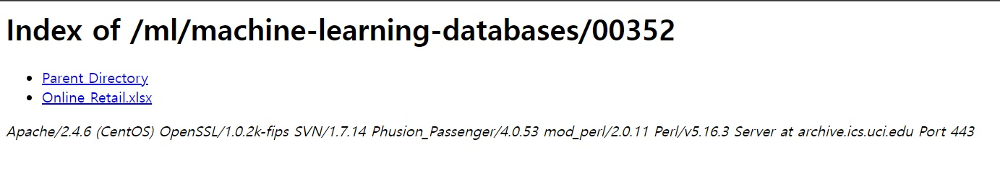 Index of /ml/machine-learning-databases/00352
Parent Directory
Online Retail.xlsx
Apache/2.4.6 (CentOS) OpenSSL/1.0.2k-fips SVN/1.7.14 Phusion_Passenger/4.0.53 mod_perl/2.0.11 Perl/v5.16.3 Server at archive.ics.uci.edu Port 443